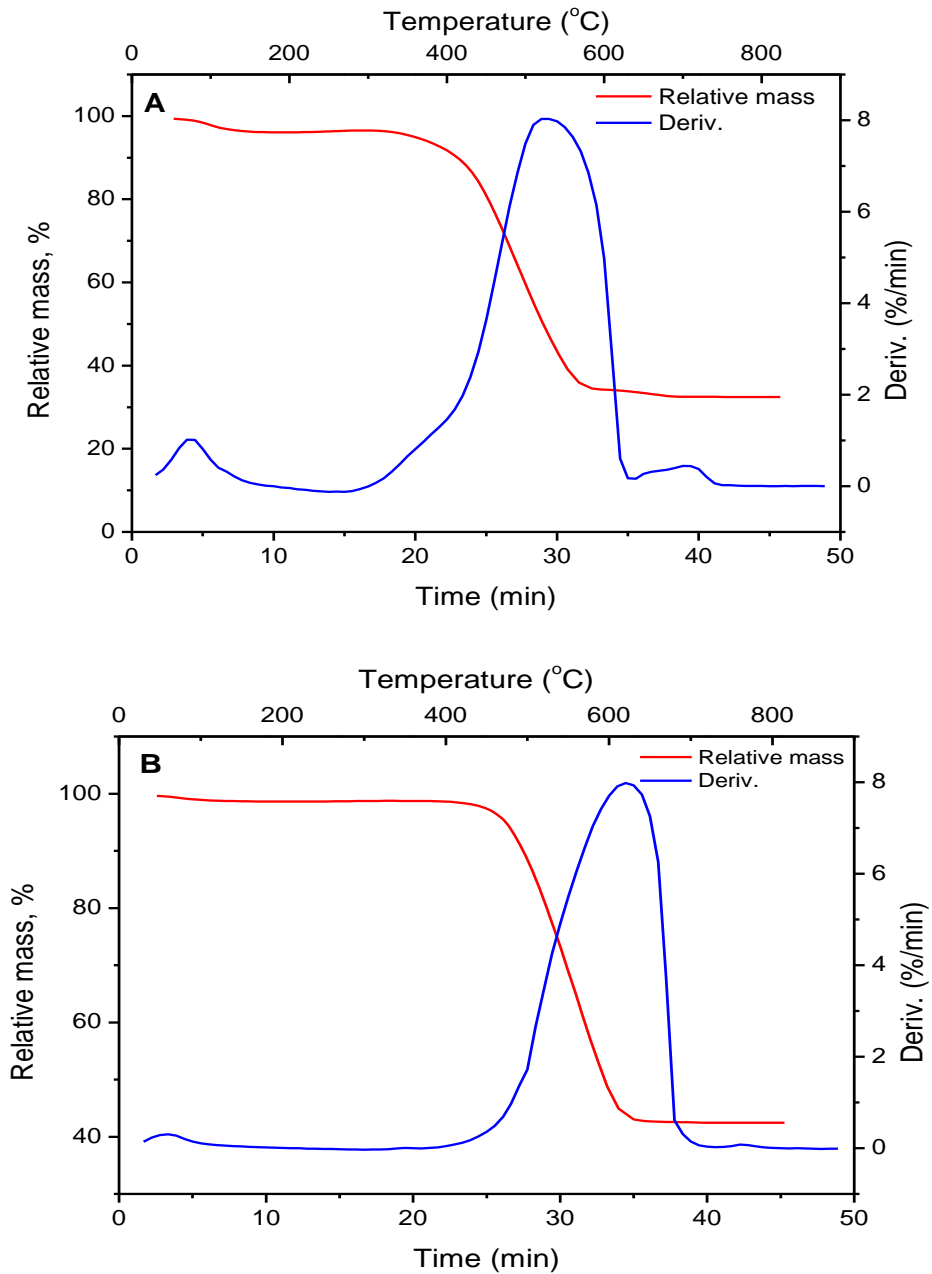 Temperature (°C)
0 200 400 600 800
A
Relative mass
Deriv.
100
80
60
40
20
0
Relative mass, %
8
6
4
2
0
Deriv. (%/min)
0 10 20 30 40 50
Time (min)
Temperature (°C)
0 200 400 600 800
B
Relative mass
Deriv.
100
80
60
40
Relative mass, %
8
6
4
2
0
Deriv. (%/min)
0 10 20 30 40 50
Time (min)